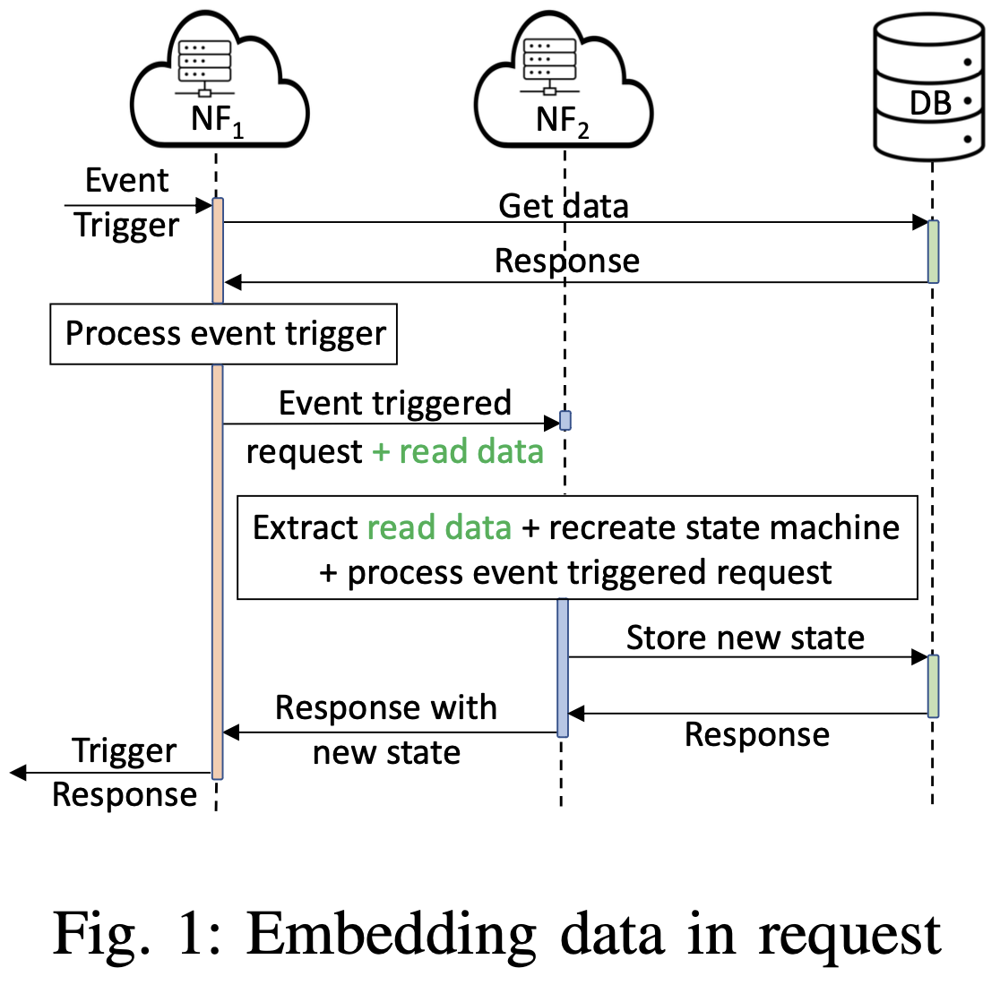 NF₁
NF₂
DB
Event
Trigger
Get data
Response
Process event trigger
Event triggered
request + read data
Extract read data + recreate state machine
+ process event triggered request
Store new state
Response with
new state
Response
Trigger
Response
Fig. 1: Embedding data in request